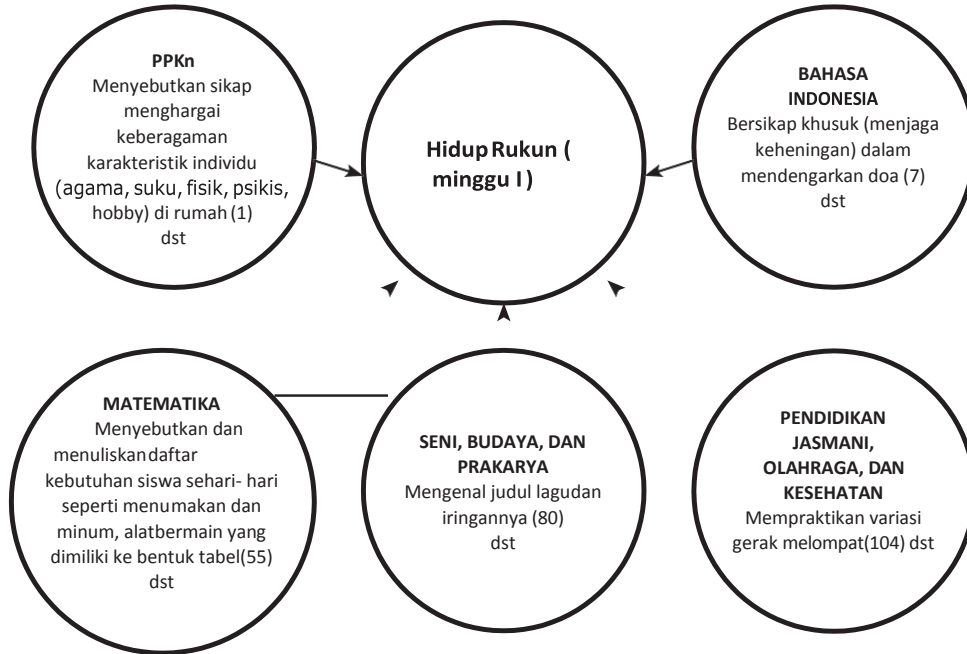 PPKn
Menyebutkan sikap
menghargai
keberagaman
karakteristik individu
(agama, suku, fisik, psikis,
hobby) di rumah (1)
dst
Hidup Rukun (
minggu I )
BAHASA
INDONESIA
Bersikap khusuk (menjaga
keheningan) dalam
mendengarkan doa (7)
dst
MATEMATIKA
Menyebutkan dan
menuliskandaftar
kebutuhan siswa sehari- hari
seperti menumakan dan
minum, alatbermain yang
dimiliki ke bentuk tabel(55)
dst
SENI, BUDAYA, DAN
PRAKARYA
Mengenal judul lagudan
iringannya (80)
dst
PENDIDIKAN
JASMANI,
OLAHRAGA, DAN
KESEHATAN
Mempraktikan variasi
gerak melompat(104) dst